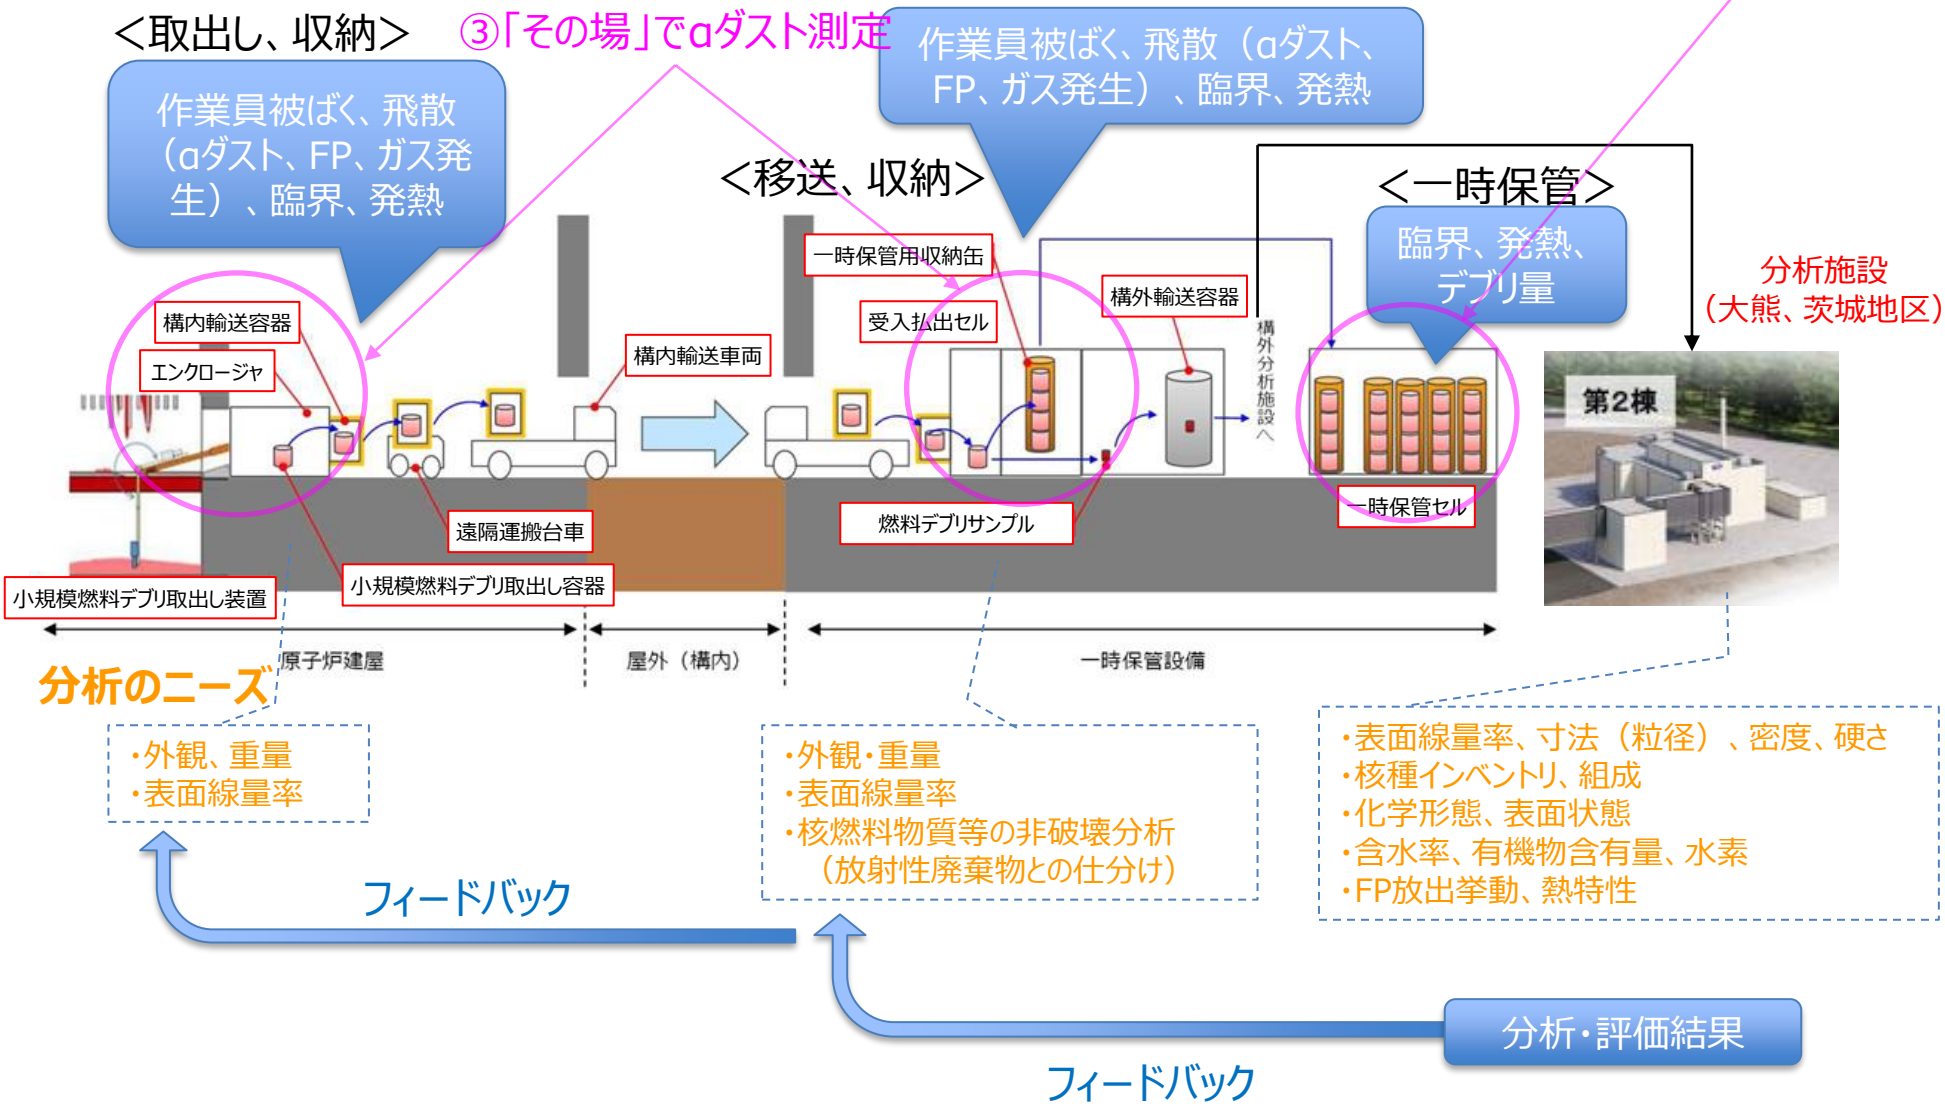 <取出し、収納>
③「その場」でαダスト測定
作業員被ばく、飛散
（αダスト、FP、ガス発
生）、臨界、発熱
作業員被ばく、飛散（αダスト、
FP、ガス発生）、臨界、発熱
<移送、収納>
<一時保管>
臨界、発熱、
デブリ量
分析施設
（大熊、茨城地区）
構内輸送容器
エンクロージャ
構内輸送車両
一時保管用収納缶
受入払出セル
構外輸送容器
構外分析施設へ
第2棟
遠隔運搬台車
燃料デブリサンプル
一時保管セル
小規模燃料デブリ取出し装置
小規模燃料デブリ取出し容器
原子炉建屋
屋外（構内）
一時保管設備
分析のニーズ
・外観、重量
・表面線量率
・外観・重量
・表面線量率
・核燃料物質等の非破壊分析
（放射性廃棄物との仕分け）
・表面線量率、寸法（粒径）、密度、硬さ
・核種インベントリ、組成
・化学形態、表面状態
・含水率、有機物含有量、水素
・FP放出挙動、熱特性
フィードバック
分析・評価結果
フィードバック